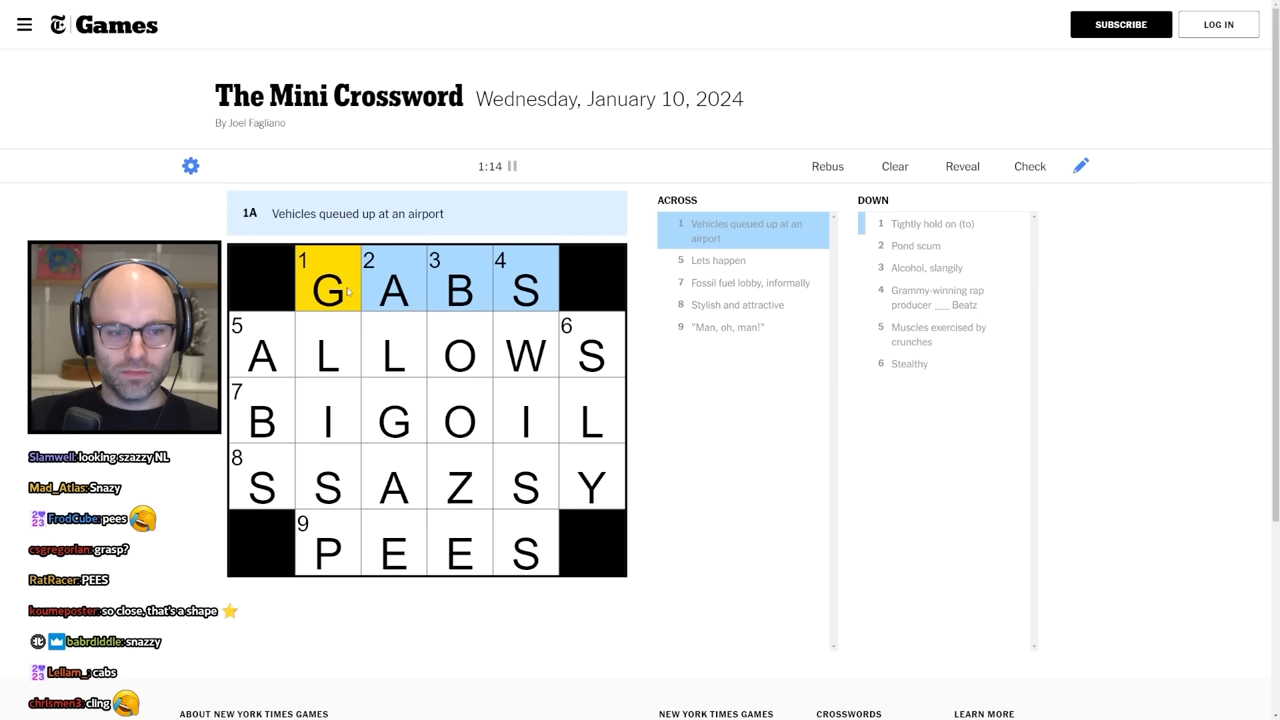 Games
SUBSCRIBE
LOG IN
The Mini Crossword Wednesday, January 10, 2024
By Joel Fagliano
1:14
Rebus
Clear
Reveal
Check
1A Vehicles queued up at an airport
1 G 2 A 3 B 4 S
5 A L L O W 6 S
7 B I G O I L
8 S S A Z S Y
9 P E E S
ACROSS
1 Vehicles queued up at an
airport
5 Lets happen
7 Fossil fuel lobby, informally
8 Stylish and attractive
9 "Man, oh, man!"
DOWN
1 Tightly hold on (to)
2 Pond scum
3 Alcohol, slangily
4 Grammy-winning rap
producer ___ Beatz
5 Muscles exercised by
crunches
6 Stealthy
Slamwell: looking szazzy NL
Mad_Atlas: Snazy
FrodCube: pees
csgregorian: grasp?
RatRacer: PEES
koumeposter: so close, that's a shape
babrdiddle: snazzy
Lellam_: cabs
chrismen3: cling
ABOUT NEW YORK TIMES GAMES
NEW YORK TIMES GAMES
CROSSWORDS
LEARN MORE